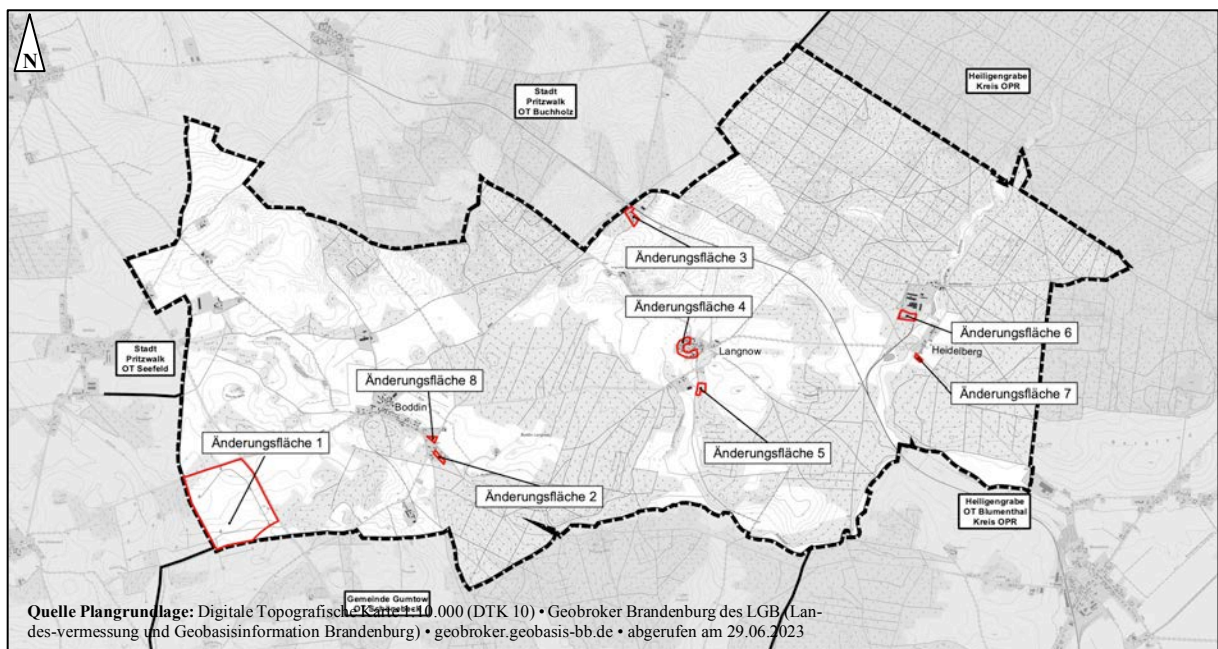 N
Heiligengrabe
Kreis OPR
Stadt
Pritzwalk
OT Buchholz
Änderungsfläche 3
Änderungsfläche 4
Langnow
Änderungsfläche 6
Heidelberg
Änderungsfläche 7
Stadt
Pritzwalk
OT Seefeld
Änderungsfläche 8
Boddin
Änderungsfläche 1
Änderungsfläche 5
Änderungsfläche 2
Heiligengrabe
OT Blumenthal
Kreis OPR
Gemeinde Gumtow
Quelle Plangrundlage: Digitale Topografische Karte 1:10.000 (DTK 10) • Geobroker Brandenburg des LGB (Lan-
des-vermessung und Geobasisinformation Brandenburg) • geobroker.geobasis-bb.de • abgerufen am 29.06.2023